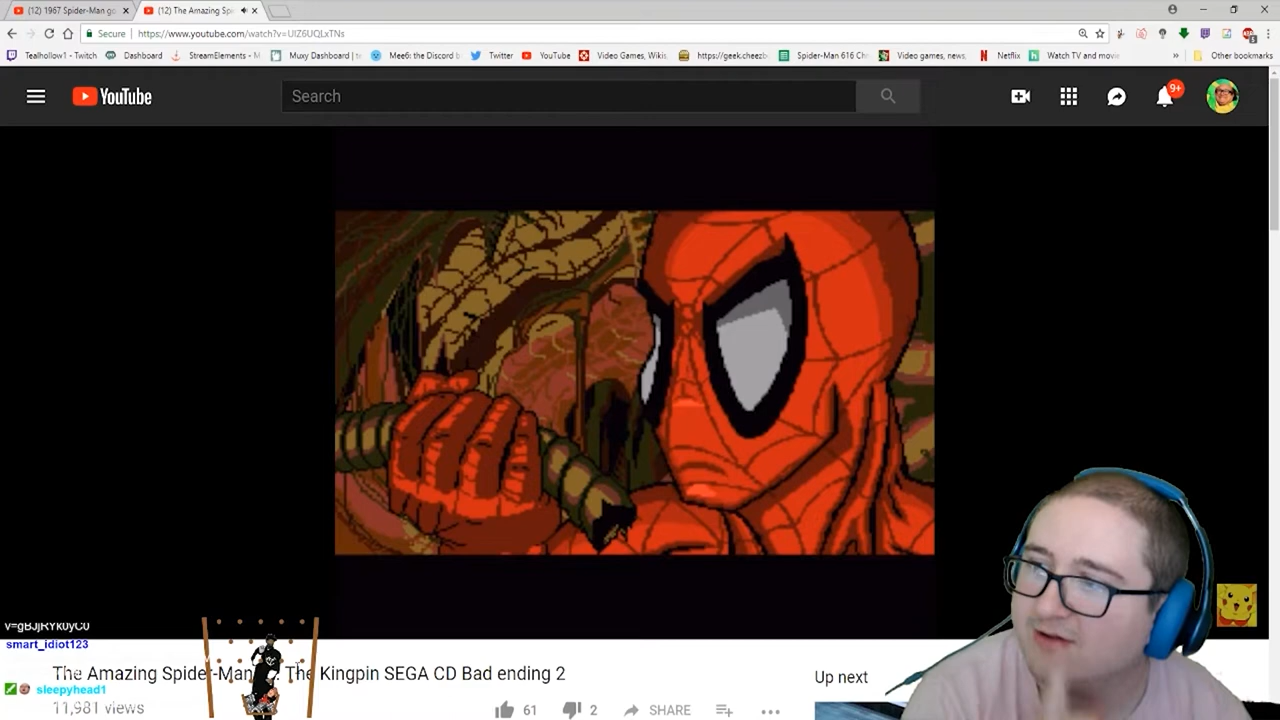 (12) 1967 Spider-Man go
(12) The Amazing Spi
Secure
https://www.youtube.com/watch?v=UIZ6UQLxTNs
Tealhollow1 - Twitch
Dashboard
StreamElements - M
Muxy Dashboard
Mee6: the Discord b
Twitter
YouTube
Video Games, Wikis
https://geek.cheezb
Spider-Man 616 Ch
Video games, news,
Netflix
Watch TV and movie
»
Other bookmarks
YouTube
Search
9+
v=gBJjRYk0yC0
smart_idiot123
The Amazing Spider-Man The Kingpin SEGA CD Bad ending 2
Up next
sleepyhead1
11,981 views
61
2
SHARE